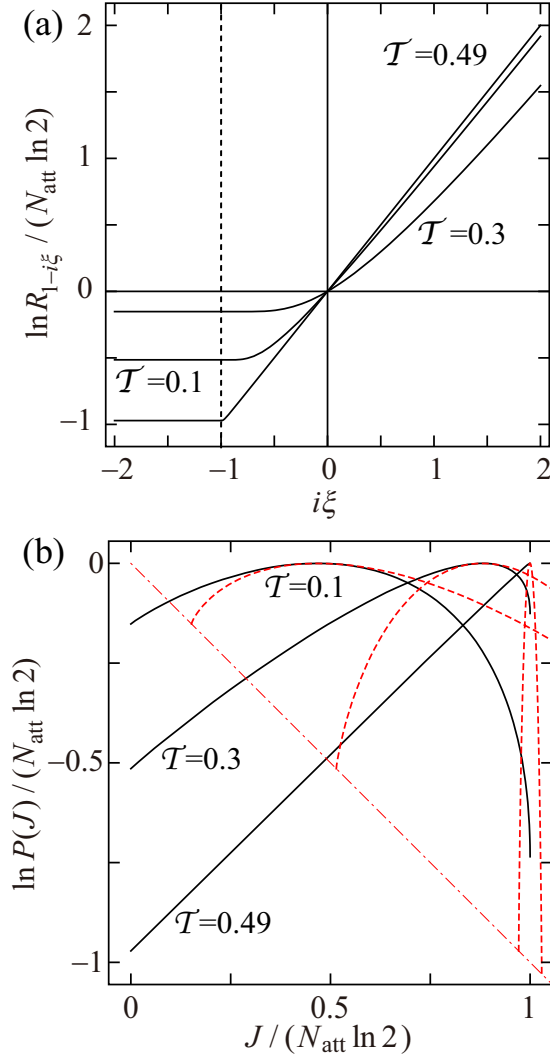 (a)
2
1
0
−1
ln R_{1−iξ} / (N_att ln 2)
𝒯=0.49
𝒯=0.3
𝒯=0.1
−2 −1 0 1 2
iξ
(b)
0
−0.5
−1
ln P(J) / (N_att ln 2)
𝒯=0.1
𝒯=0.3
𝒯=0.49
0 0.5 1
J / (N_att ln 2)